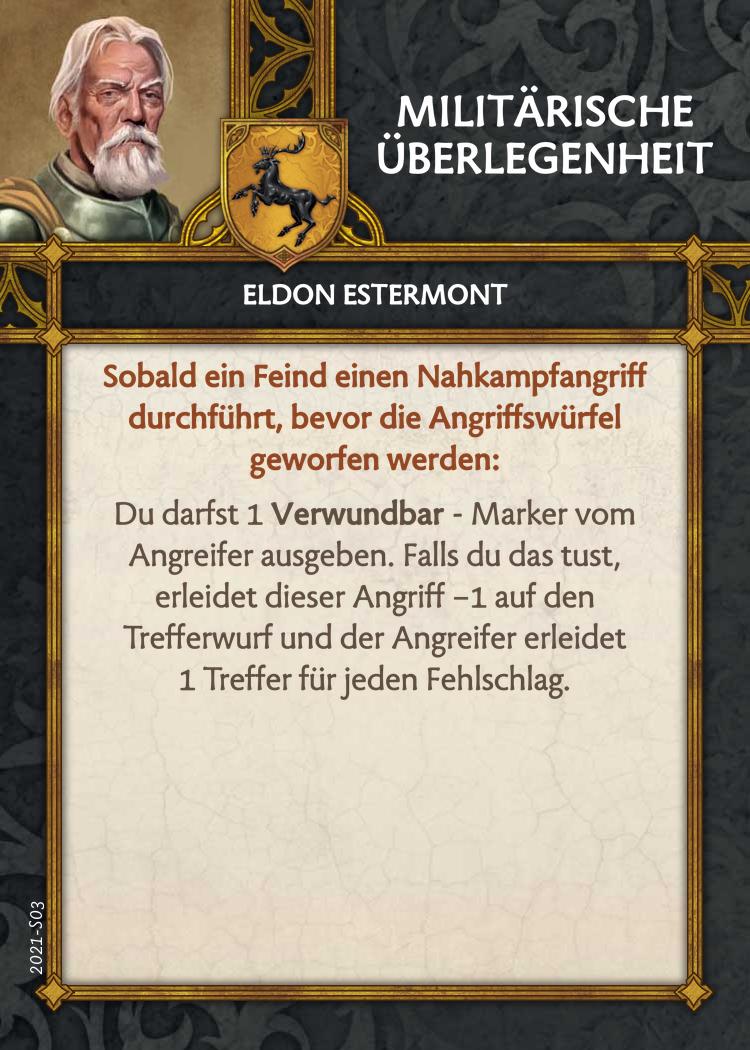 MILITÄRISCHE
ÜBERLEGENHEIT
ELDON ESTERMONT
Sobald ein Feind einen Nahkampfangriff
durchführt, bevor die Angriffswürfel
geworfen werden:
Du darfst 1 Verwundbar - Marker vom
Angreifer ausgeben. Falls du das tust,
erleidet dieser Angriff –1 auf den
Trefferwurf und der Angreifer erleidet
1 Treffer für jeden Fehlschlag.
2021-S03